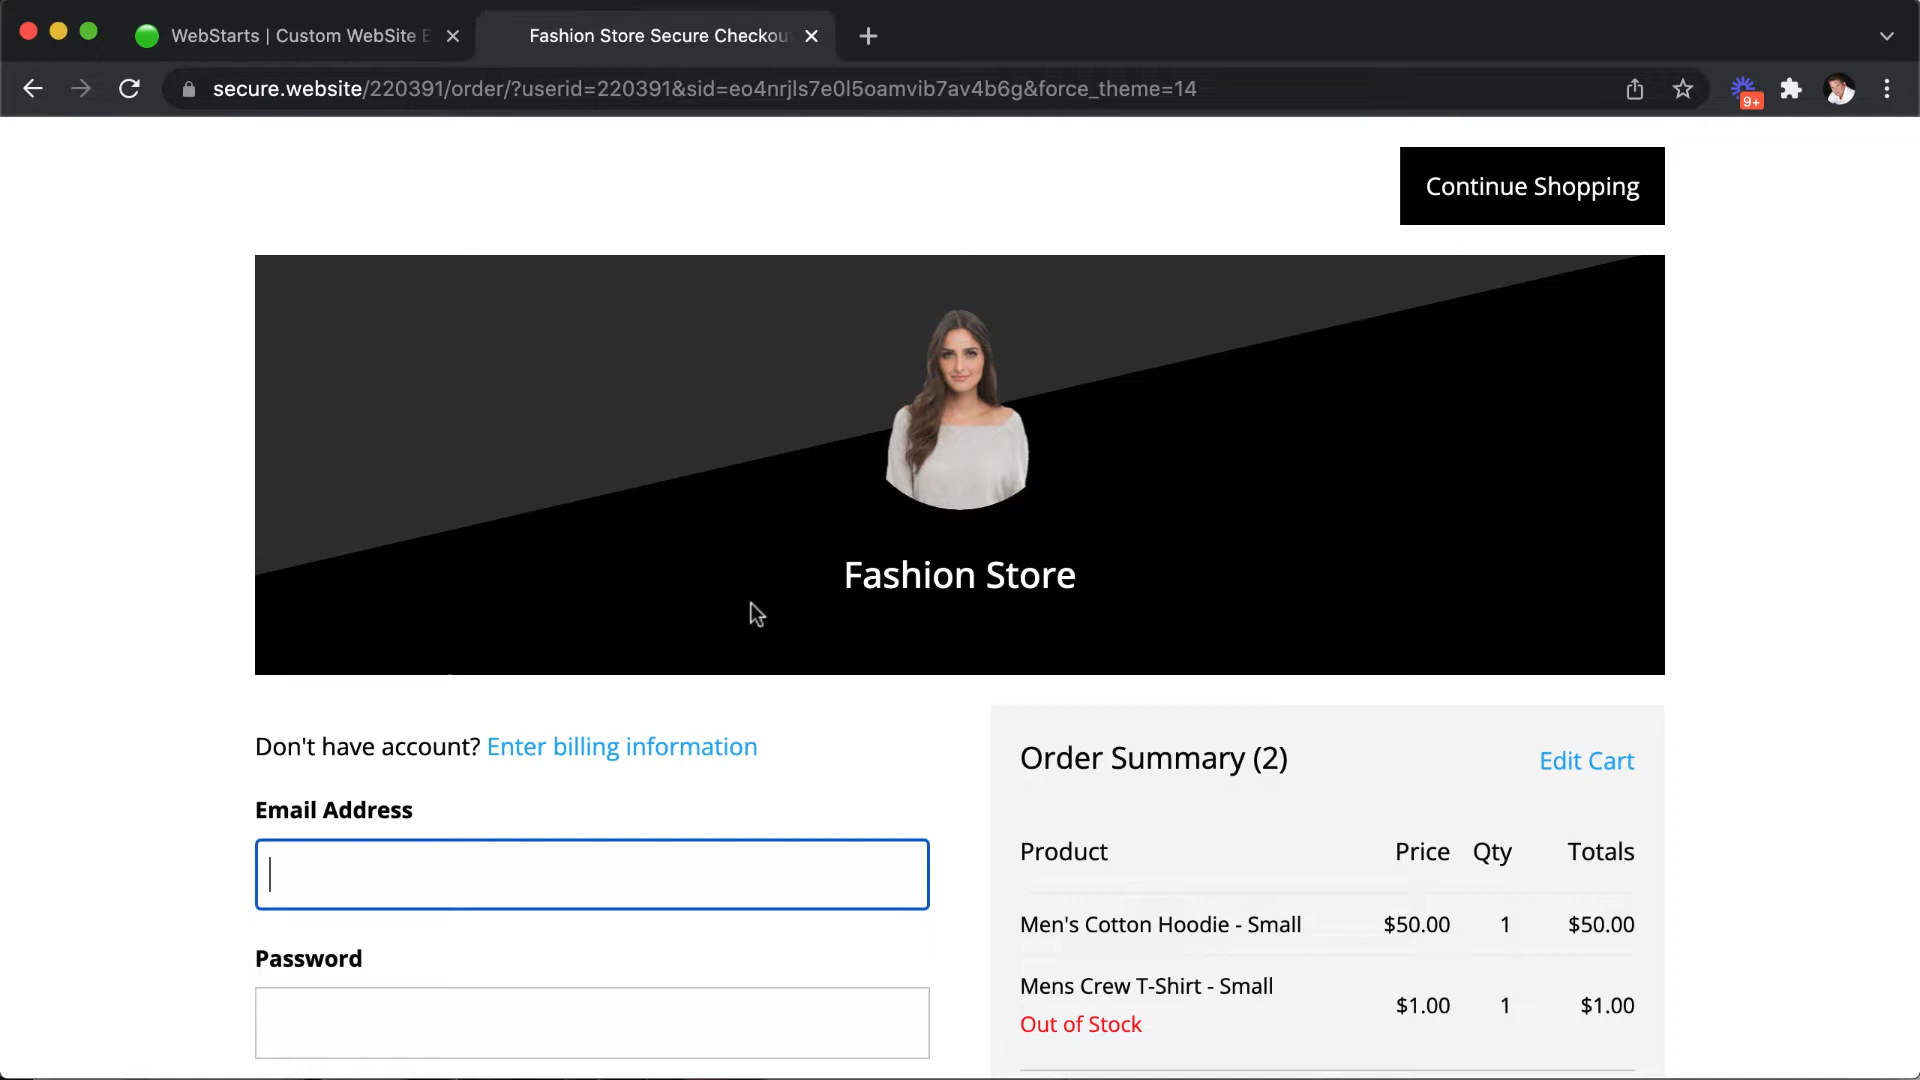 WebStarts | Custom WebSite
Fashion Store Secure Checkou
secure.website/220391/order/?userid=220391&sid=eo4nrjls7e0l5oamvib7av4b6g&force_theme=14
9+
Continue Shopping
Fashion Store
Don't have account? Enter billing information
Email Address
Password
Order Summary (2)
Edit Cart
Product Price Qty Totals
Men's Cotton Hoodie - Small $50.00 1 $50.00
Mens Crew T-Shirt - Small
Out of Stock
$1.00 1 $1.00